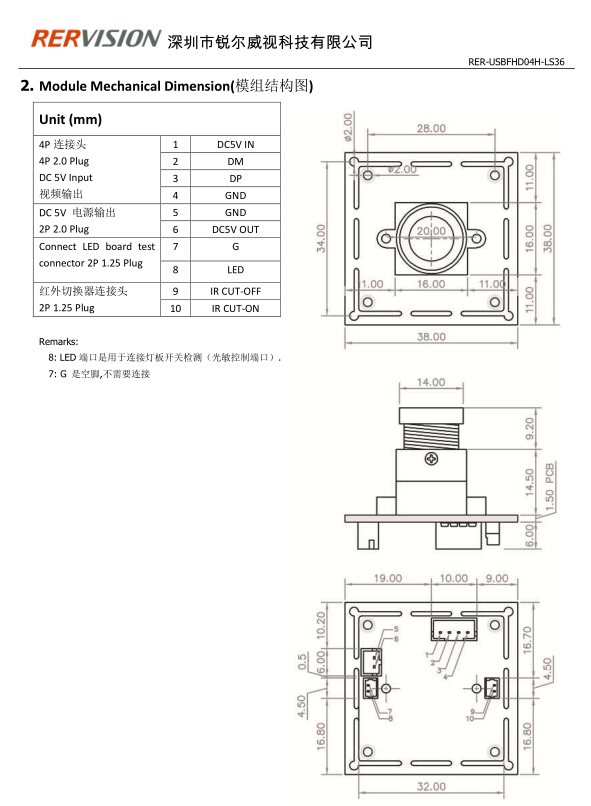 RERVISION 深圳市锐尔威视科技有限公司
RER-USBFHD04H-LS36
2. Module Mechanical Dimension(模组结构图)
Unit (mm)
4P 连接头 1 DC5V IN
4P 2.0 Plug 2 DM
DC 5V Input 3 DP
视频输出 4 GND
DC 5V 电源输出 5 GND
2P 2.0 Plug 6 DC5V OUT
Connect LED board test 7 G
connector 2P 1.25 Plug 8 LED
红外切换器连接头 9 IR CUT-OFF
2P 1.25 Plug 10 IR CUT-ON
Remarks:
8: LED 端口是用于连接灯板开关检测（光敏控制端口）.
7: G 是空脚,不需要连接
ø2.00
28.00
ø2.00
11.00
34.00
20.00
16.00
38.00
11.00 16.00 11.00
11.00
38.00
14.00
9.20
14.50
1.50 PCB
6.00
19.00 10.00 9.00
10.20
16.70
5
6
1
2
3
4
0.5
6.00
4.50
4.50
7
8
9
10
16.80
16.80
32.00